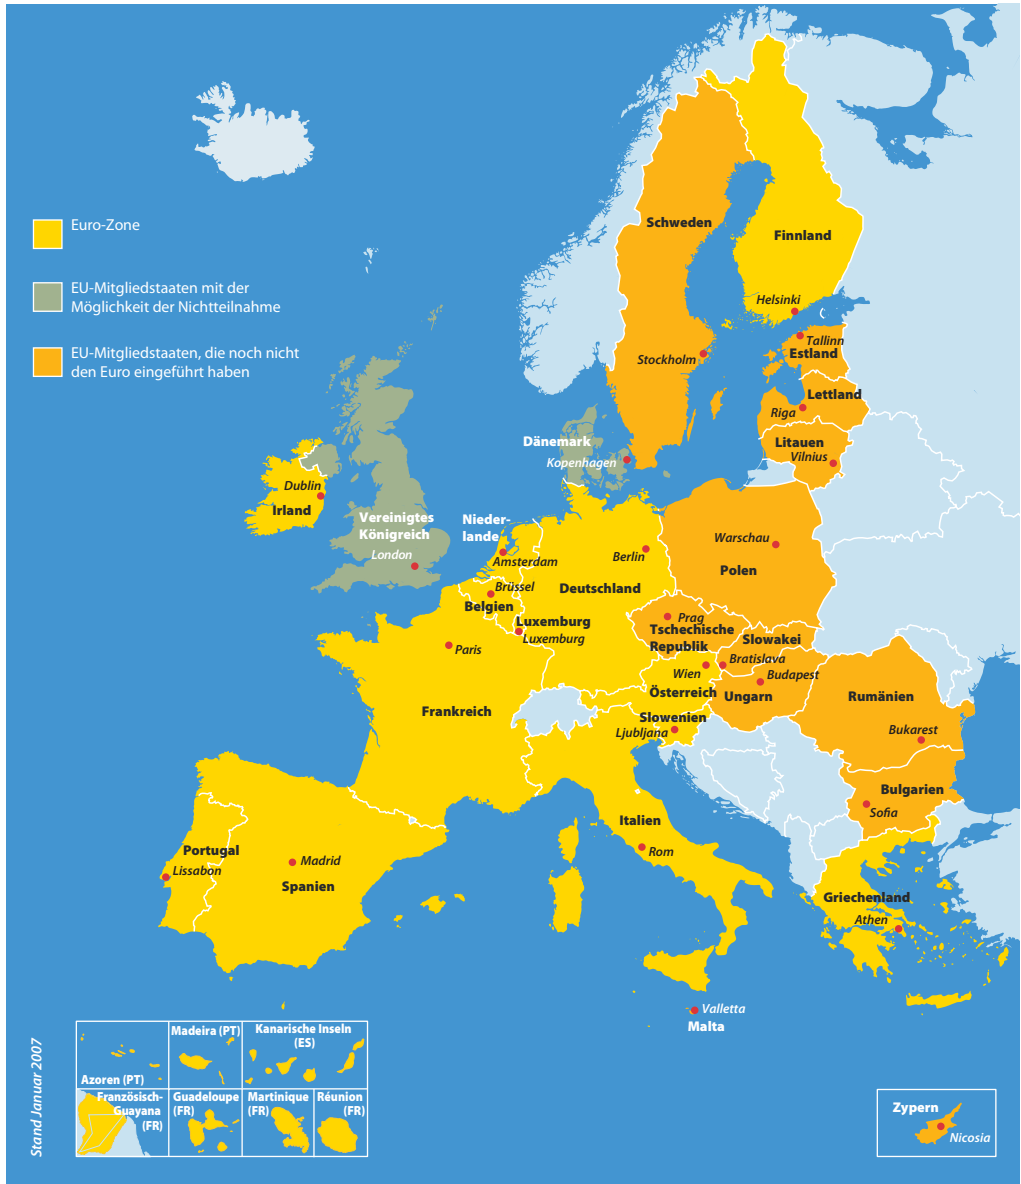 Euro-Zone
EU-Mitgliedstaaten mit der
Möglichkeit der Nichtteilnahme
EU-Mitgliedstaaten, die noch nicht
den Euro eingeführt haben
Schweden
Finnland
Helsinki
Tallinn
Estland
Stockholm
Lettland
Riga
Dänemark
Kopenhagen
Litauen
Vilnius
Dublin
Irland
Vereinigtes
Königreich
London
Nieder-
lande
Amsterdam
Berlin
Warschau
Polen
Deutschland
Brüssel
Belgien
Luxemburg
Luxemburg
Prag
Tschechische
Republik
Slowakei
Bratislava
Budapest
Paris
Wien
Österreich
Ungarn
Rumänien
Bukarest
Frankreich
Slowenien
Ljubljana
Bulgarien
Sofia
Italien
Rom
Portugal
Lissabon
Madrid
Spanien
Griechenland
Athen
Valletta
Malta
Stand Januar 2007
Azoren (PT)
Madeira (PT)
Kanarische Inseln
(ES)
Französisch-
Guayana
(FR)
Guadeloupe
(FR)
Martinique
(FR)
Réunion
(FR)
Zypern
Nicosia